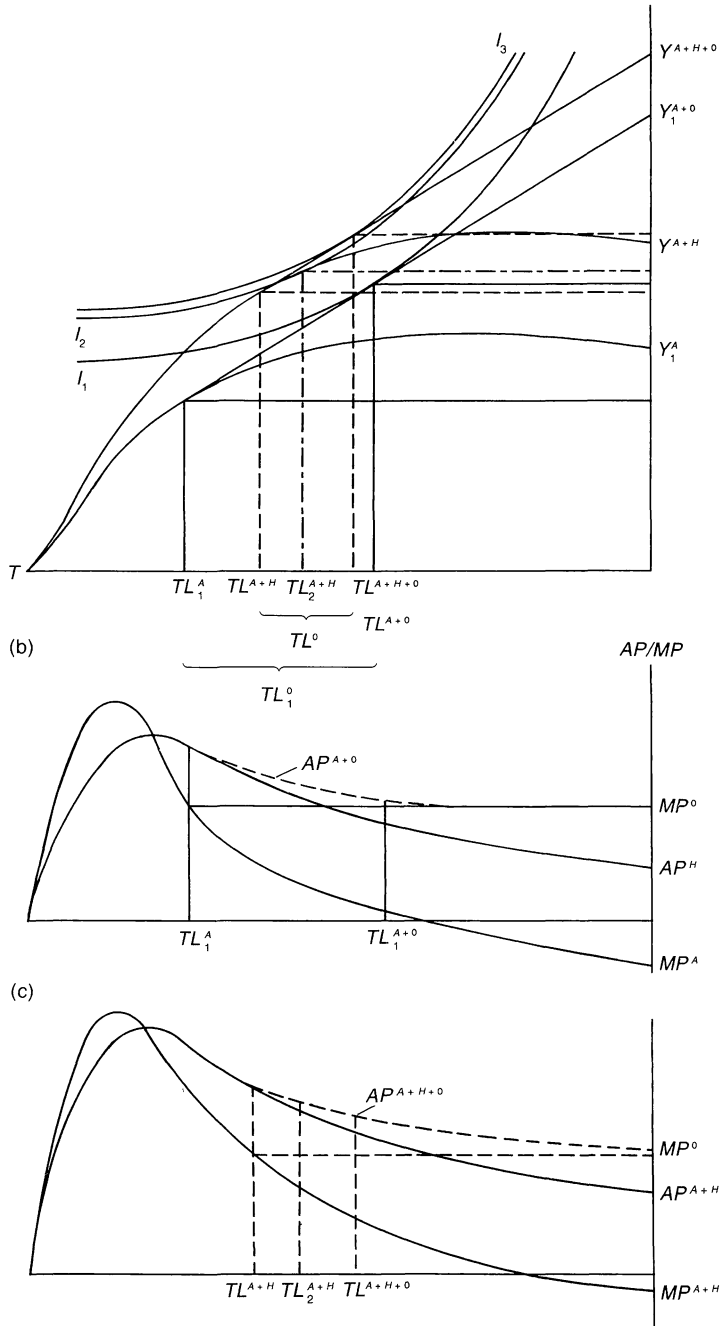 I₃
Yᴬ⁺ᴴ⁺⁰
Y₁ᴬ⁺⁰
Yᴬ⁺ᴴ
I₂
I₁
Y₁ᴬ
T
TL₁ᴬ TLᴬ⁺ᴴ TL₂ᴬ⁺ᴴ TLᴬ⁺ᴴ⁺⁰
TL⁰ TLᴬ⁺⁰
(b) AP/MP
TL₁⁰
APᴬ⁺⁰
MP⁰
APᴴ
TL₁ᴬ TL₁ᴬ⁺⁰
MPᴬ
(c)
APᴬ⁺ᴴ⁺⁰
MP⁰
APᴬ⁺ᴴ
TLᴬ⁺ᴴ TL₂ᴬ⁺ᴴ TLᴬ⁺ᴴ⁺⁰
MPᴬ⁺ᴴ